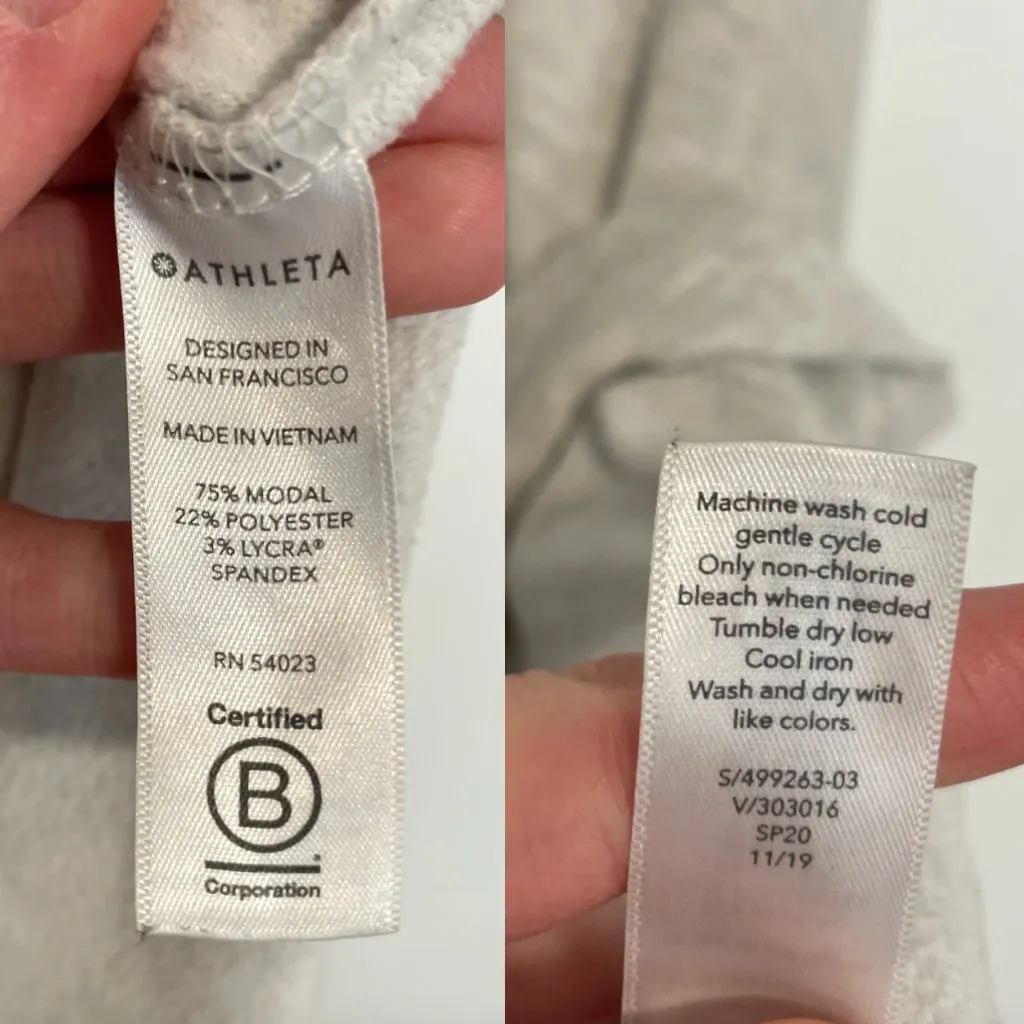 ATHLETA
DESIGNED IN
SAN FRANCISCO
MADE IN VIETNAM
75% MODAL
22% POLYESTER
3% LYCRA®
SPANDEX
RN 54023
Certified
B
Corporation
Machine wash cold
gentle cycle
Only non-chlorine
bleach when needed
Tumble dry low
Cool iron
Wash and dry with
like colors.
S/499263-03
V/303016
SP20
11/19